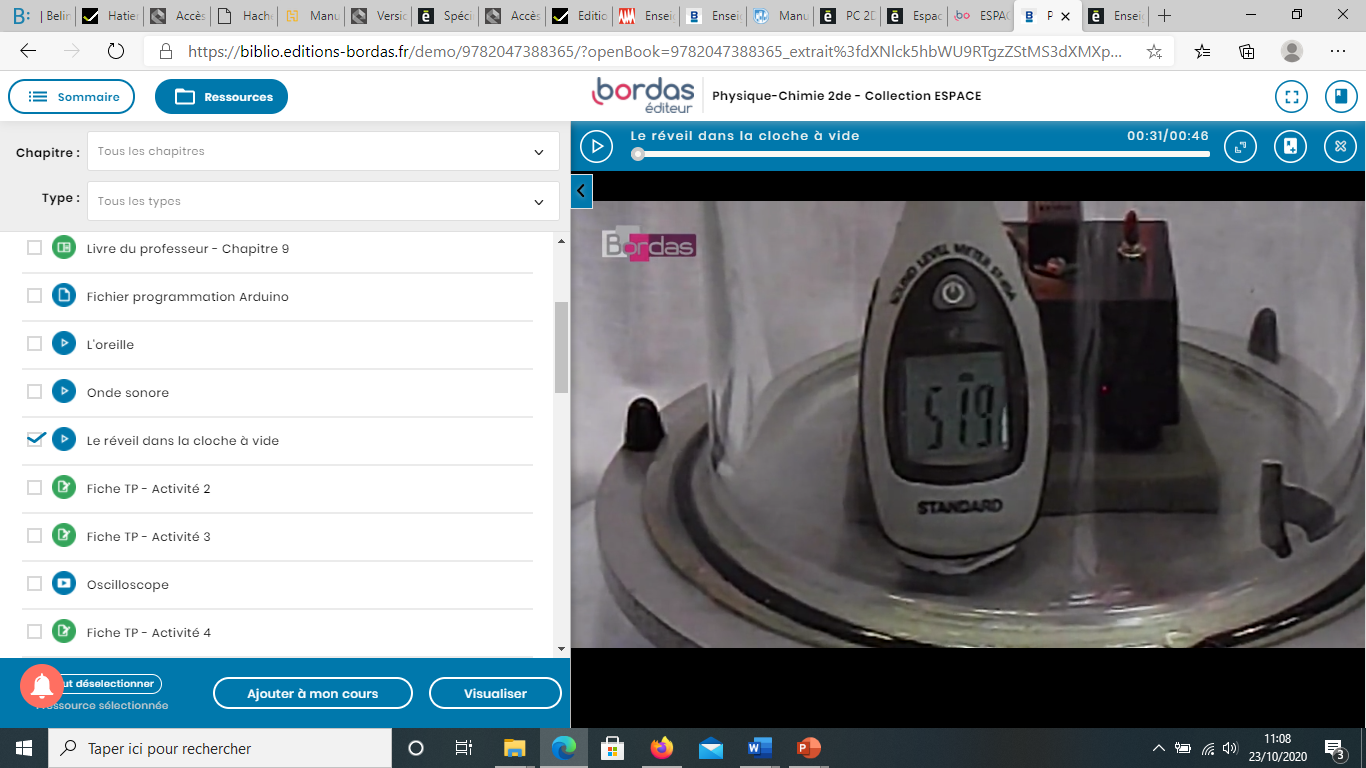 | Belin
Hatier
Accès
Hache
Manu
Versic
Spéci
Accès
Editio
Ensei
Ensei
Manu
PC 2D
Espac
ESPA
P
Ensei
https://biblio.editions-bordas.fr/demo/9782047388365/?openBook=9782047388365_extrait%3fdXNlck5hbWU9RTgzZStMS3dXMXp...
Sommaire
Ressources
bordas
éditeur
Physique-Chimie 2de - Collection ESPACE
Chapitre :
Tous les chapitres
Type :
Tous les types
Livre du professeur - Chapitre 9
Fichier programmation Arduino
L'oreille
Onde sonore
Le réveil dans la cloche à vide
Fiche TP - Activité 2
Fiche TP - Activité 3
Oscilloscope
Fiche TP - Activité 4
ut déselectionner
Ressource sélectionnée
Ajouter à mon cours
Visualiser
Le réveil dans la cloche à vide
00:31/00:46
Bordas
SOUND LEVEL METER
51.9
STANDARD
Taper ici pour rechercher
11:08
23/10/2020
3